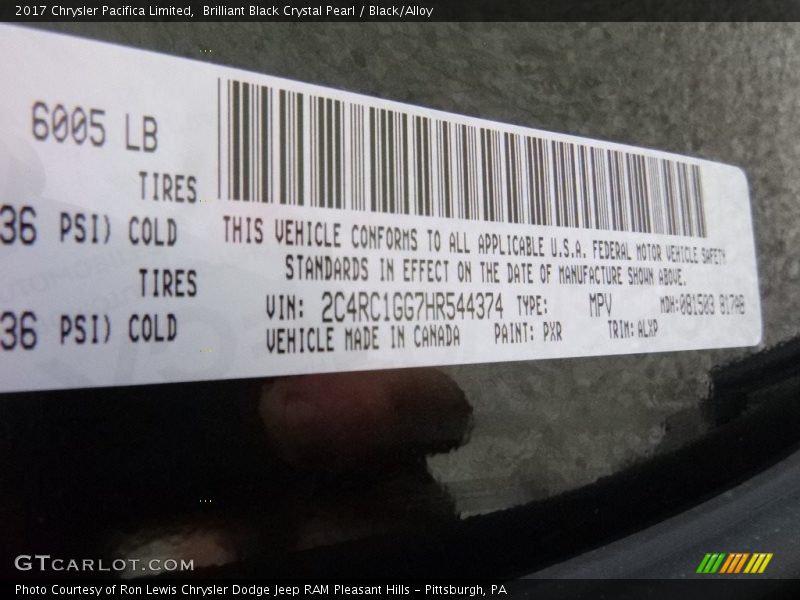 2017 Chrysler Pacifica Limited, Brilliant Black Crystal Pearl / Black/Alloy
6005 LB
TIRES
36 PSI) COLD
TIRES
36 PSI) COLD
THIS VEHICLE CONFORMS TO ALL APPLICABLE U.S.A. FEDERAL MOTOR VEHICLE SAFETY
STANDARDS IN EFFECT ON THE DATE OF MANUFACTURE SHOWN ABOVE.
VIN: 2C4RC1GG7HR544374 TYPE: MPV MDH:081503 817AB
VEHICLE MADE IN CANADA PAINT: PXR TRIM: ALXP
GTCARLOT.COM
Photo Courtesy of Ron Lewis Chrysler Dodge Jeep RAM Pleasant Hills - Pittsburgh, PA